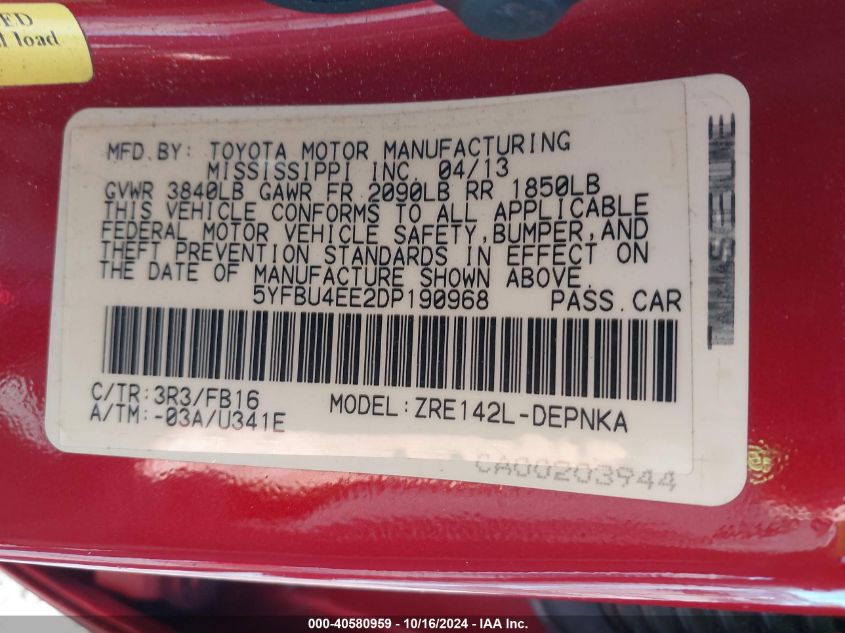 ED
l load
MFD.BY: TOYOTA MOTOR MANUFACTURING
MISSISSIPPI INC. 04/13
GVWR 3840LB GAWR FR 2090LB RR 1850LB
THIS VEHICLE CONFORMS TO ALL APPLICABLE
FEDERAL MOTOR VEHICLE SAFETY,BUMPER,AND
THEFT PREVENTION STANDARDS IN EFFECT ON
THE DATE OF MANUFACTURE SHOWN ABOVE.
5YFBU4EE2DP190968 PASS.CAR
C/TR:3R3/FB16
A/TM:-03A/U341E
MODEL:ZRE142L-DEPNKA
CA00203944
000-40580959 - 10/16/2024 - IAA Inc.